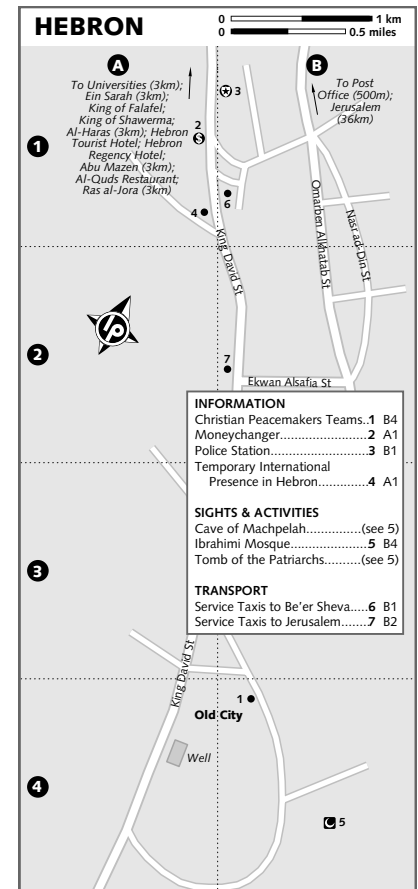 HEBRON
0 1 km
0 0.5 miles
A
B
To Universities (3km);
Ein Sarah (3km);
King of Falafel;
King of Shawerma;
Al-Haras (3km); Hebron
Tourist Hotel; Hebron
Regency Hotel;
Abu Mazen (3km);
Al-Quds Restaurant;
Ras al-Jora (3km)
To Post
Office (500m);
Jerusalem
(36km)
3
2
$
1
6
4
King David St
Omarben Alkhatab St
Nasr ad-Din St
lp
2
7
Ekwan Alsafia St
INFORMATION
Christian Peacemakers Teams..1 B4
Moneychanger.........................2 A1
Police Station...........................3 B1
Temporary International
Presence in Hebron..............4 A1
SIGHTS & ACTIVITIES
Cave of Machpelah...............(see 5)
Ibrahimi Mosque......................5 B4
Tomb of the Patriarchs..........(see 5)
TRANSPORT
Service Taxis to Be'er Sheva.....6 B1
Service Taxis to Jerusalem.......7 B2
3
King David St
1
Old City
Well
4
5